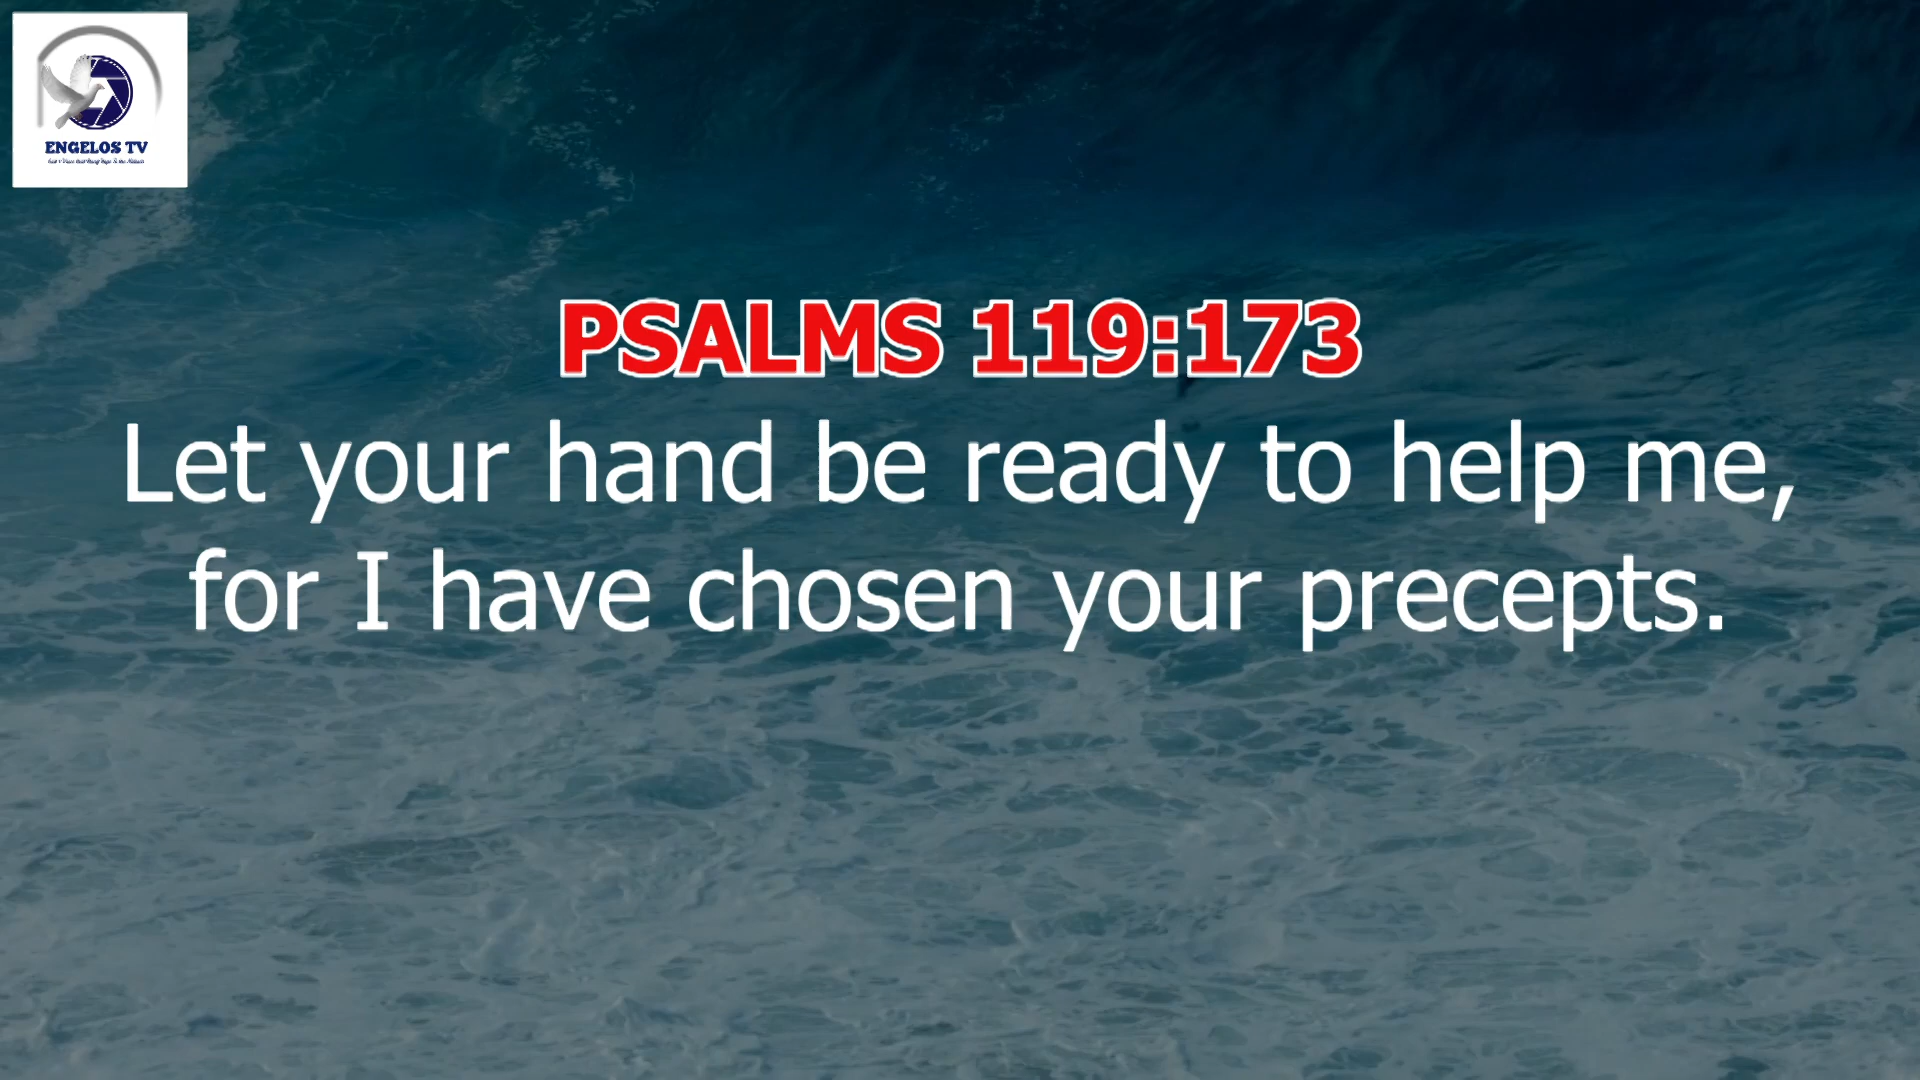 ENGELOS TV
PSALMS 119:173
Let your hand be ready to help me,
for I have chosen your precepts.